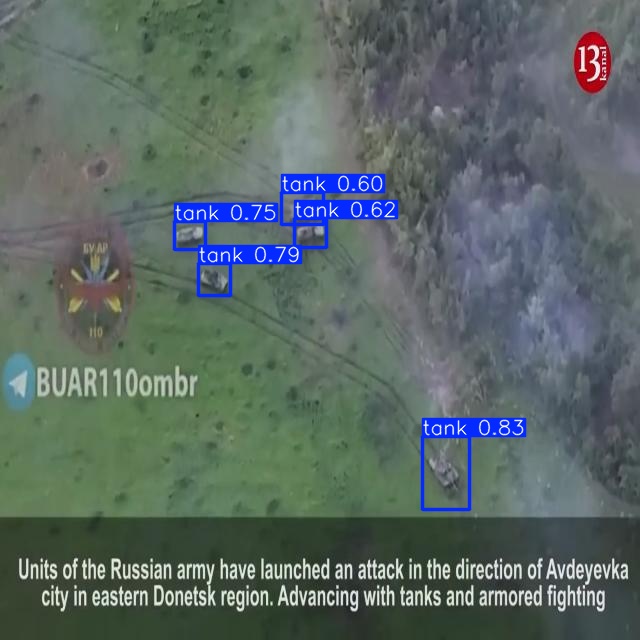 13
kanal
tank 0.60
tank 0.75
tank 0.62
tank 0.79
БУАР
110
BUAR110ombr
tank 0.83
Units of the Russian army have launched an attack in the direction of Avdeyevka
city in eastern Donetsk region. Advancing with tanks and armored fighting